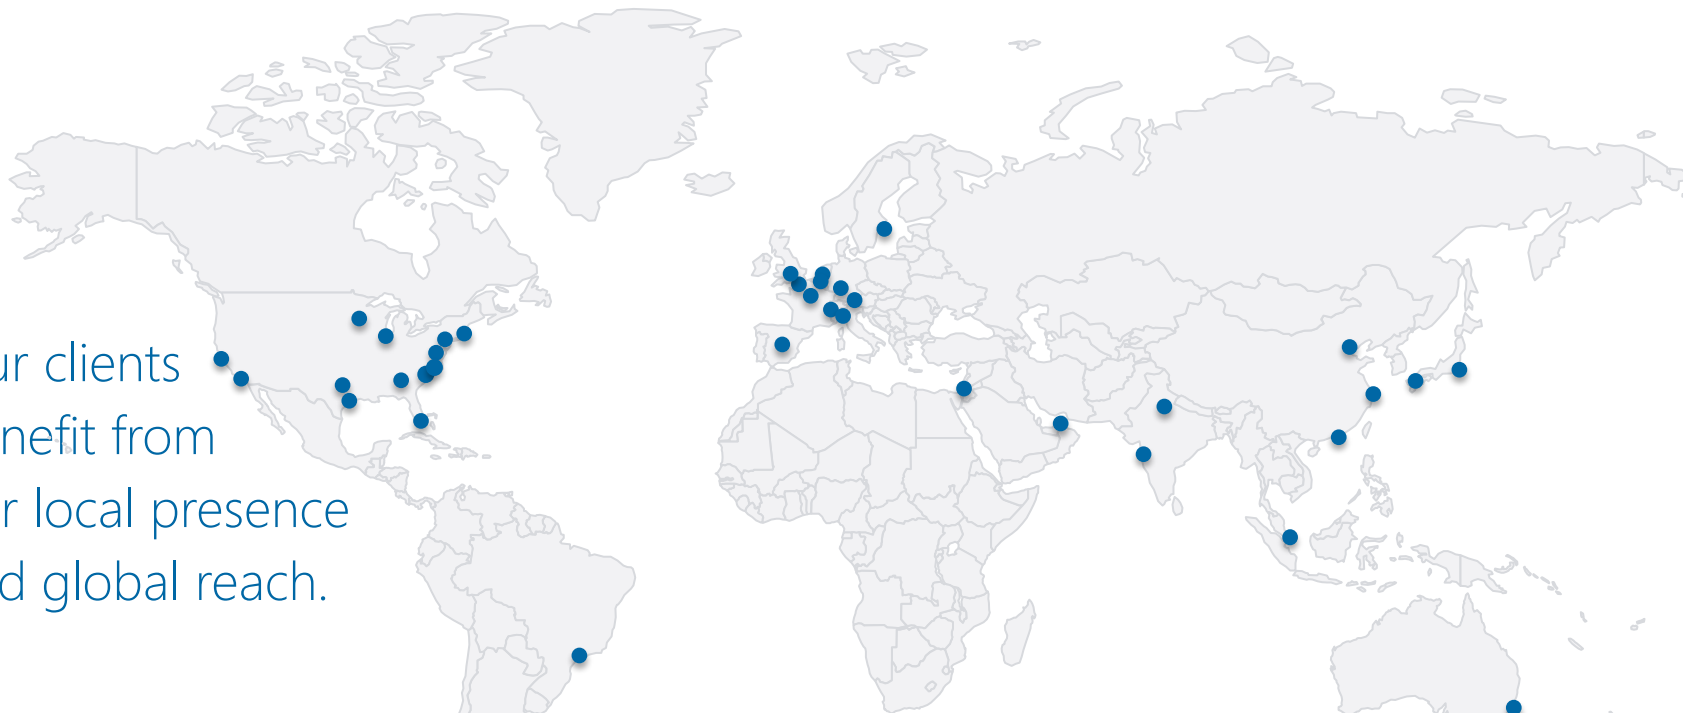 ur clients
nefit from
r local presence
d global reach.